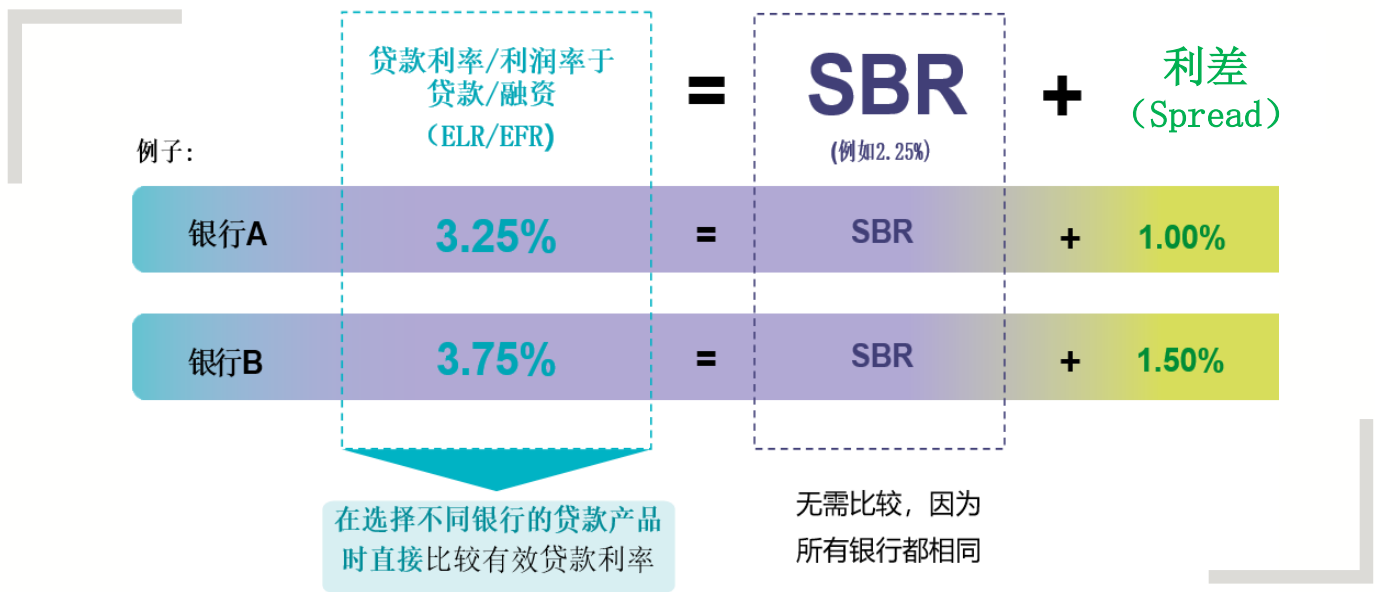 贷款利率/利润率于
贷款/融资
（ELR/EFR)
=
SBR
(例如2.25%)
+
利差
（Spread）
例子:
银行A
3.25%
=
SBR
+
1.00%
银行B
3.75%
=
SBR
+
1.50%
在选择不同银行的贷款产品
时直接比较有效贷款利率
无需比较，因为
所有银行都相同